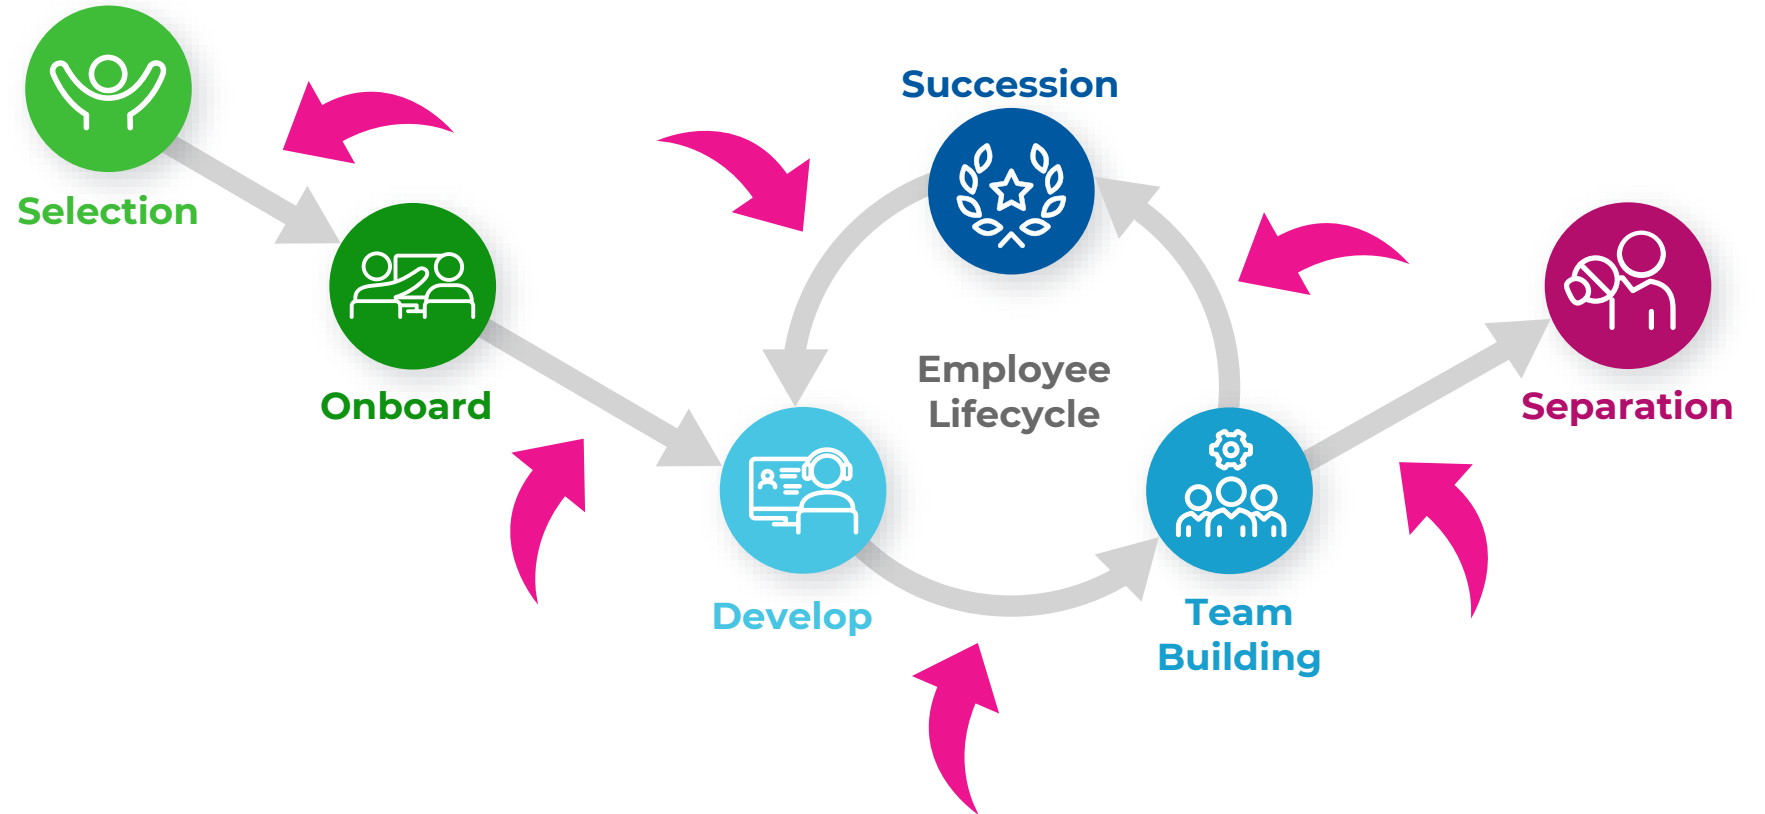 Selection
Onboard
Succession
Employee
Lifecycle
Develop
Team
Building
Separation